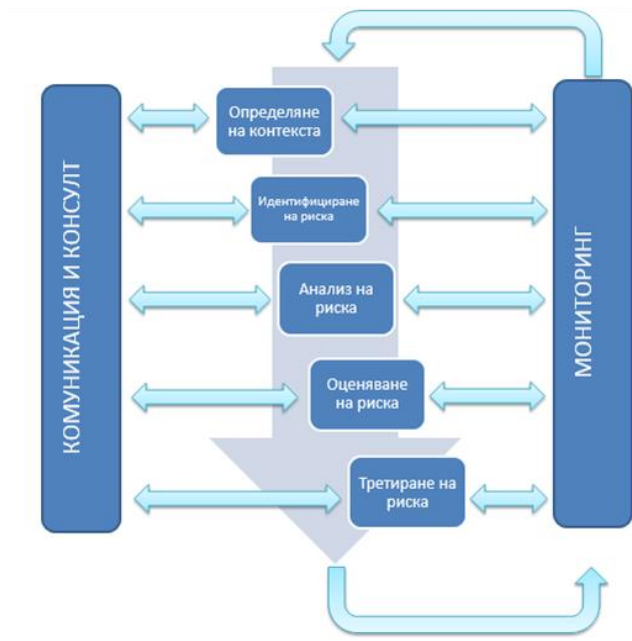 КОМУНИКАЦИЯ И КОНСУЛТ
Определяне
на контекста
Идентифициране
на риска
Анализ на
риска
Оценяване
на риска
Третиране на
риска
МОНИТОРИНГ